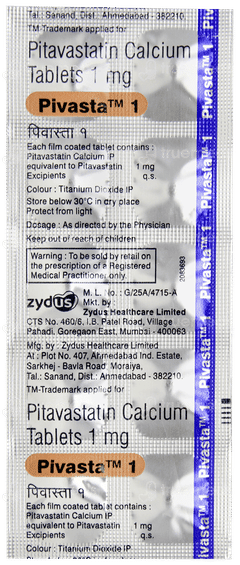 Tal.: Sanand, Dist.: Ahmedabad - 382210.
TM-Trademark applied for
Pitavastatin Calcium
Tablets 1 mg
Pivasta™ 1
पिवास्ता १
Each film coated tablet contains :
Pitavastatin Calcium IP
equivalent to Pitavastatin 1 mg
Excipients q.s.
Colour : Titanium Dioxide IP
Store below 30°C in dry place
Protect from light
Dosage : As directed by the Physician
Keep out of reach of children
Warning : To be sold by retail on
the prescription of a Registered
Medical Practitioner only.
zydus
M. L. No. : G/25A/4715-A
Mkt. by :
Zydus Healthcare Limited
CTS No. 460/6, I.B. Patel Road, Village
Pahadi, Goregaon East, Mumbai - 400063
Mfg. by : Zydus Healthcare Limited
At : Plot No. 407, Ahmedabad Ind. Estate,
Sarkhej - Bavla Road, Moraiya,
Tal.: Sanand, Dist.: Ahmedabad - 382210.
TM-Trademark applied for
Pitavastatin Calcium
Tablets 1 mg
Pivasta™ 1
पिवास्ता १
Each film coated tablet contains :
Pitavastatin Calcium IP
equivalent to Pitavastatin 1 mg
Excipients q.s.
Colour : Titanium Dioxide IP
Pivasta™ 1
Pivasta™ 1
Pivasta™ 1
Pivasta™ 1
Pivasta™ 1